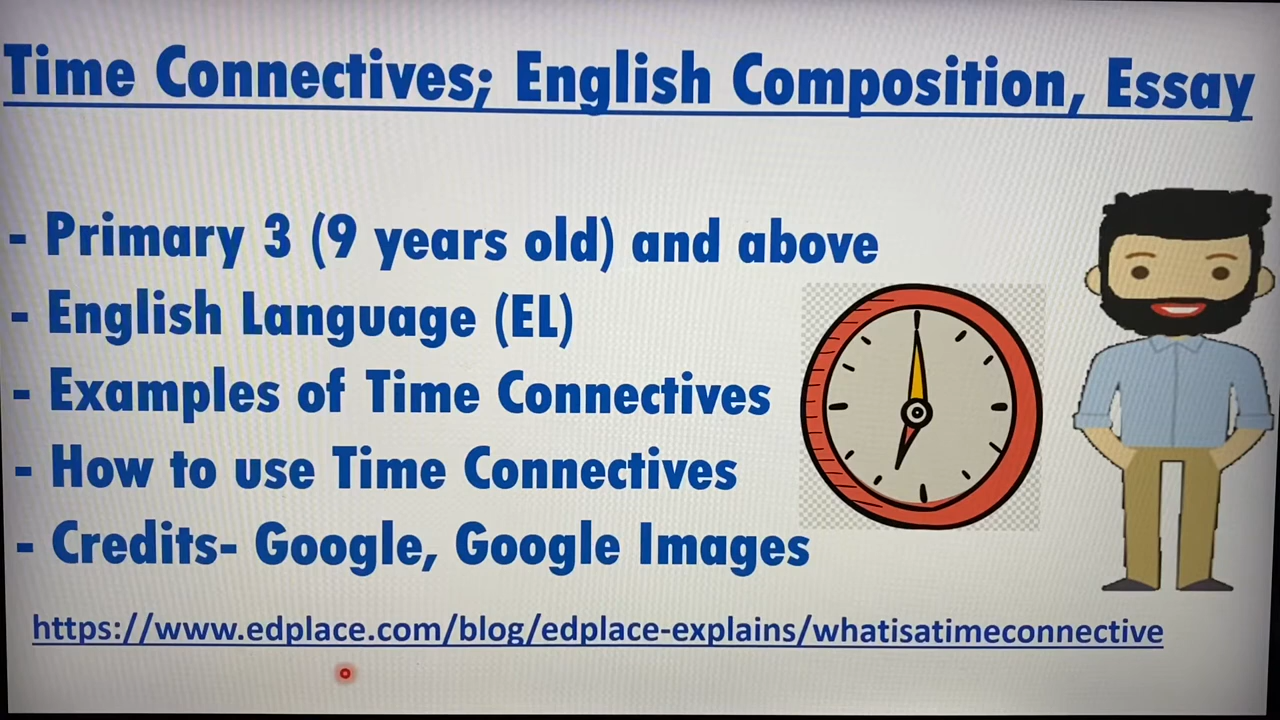 Time Connectives; English Composition, Essay
- Primary 3 (9 years old) and above
- English Language (EL)
- Examples of Time Connectives
- How to use Time Connectives
- Credits- Google, Google Images
https://www.edplace.com/blog/edplace-explains/whatisatimeconnective